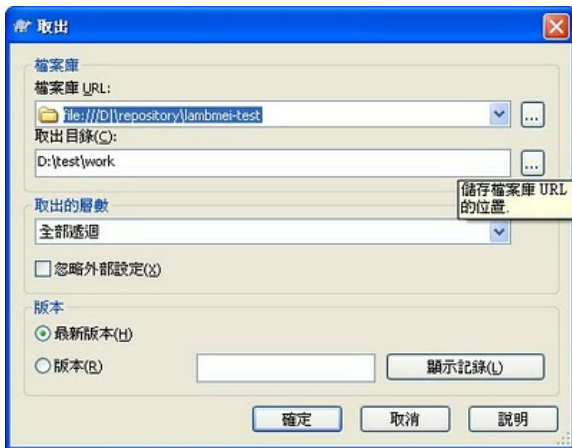 取出
檔案庫
檔案庫 URL:
file:///D|\repository\lambmei-test
...
取出目錄(C):
D:\test\work
...
儲存檔案庫 URL
的位置.
取出的層數
全部遞迴
忽略外部設定(X)
版本
最新版本(H)
版本(R)
顯示記錄(L)
確定
取消
說明